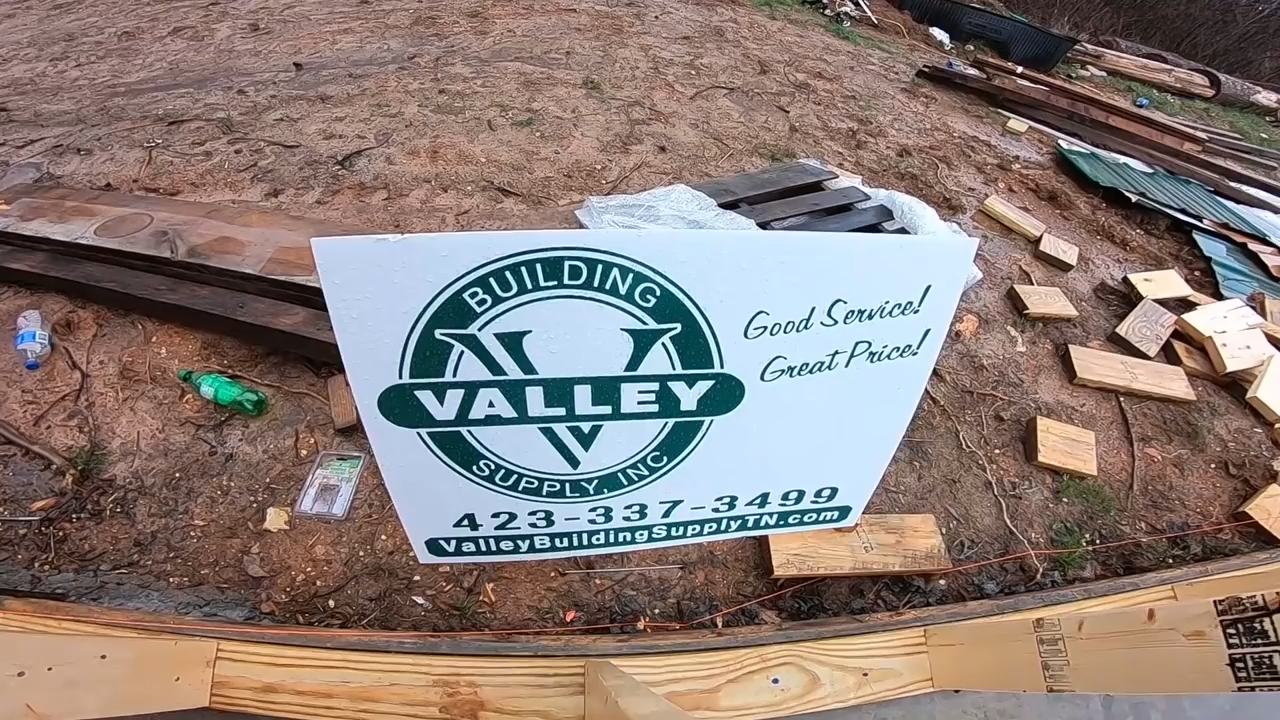 BUILDING
VALLEY
SUPPLY, INC
Good Service!
Great Price!
423-337-3499
ValleyBuildingSupplyTN.com